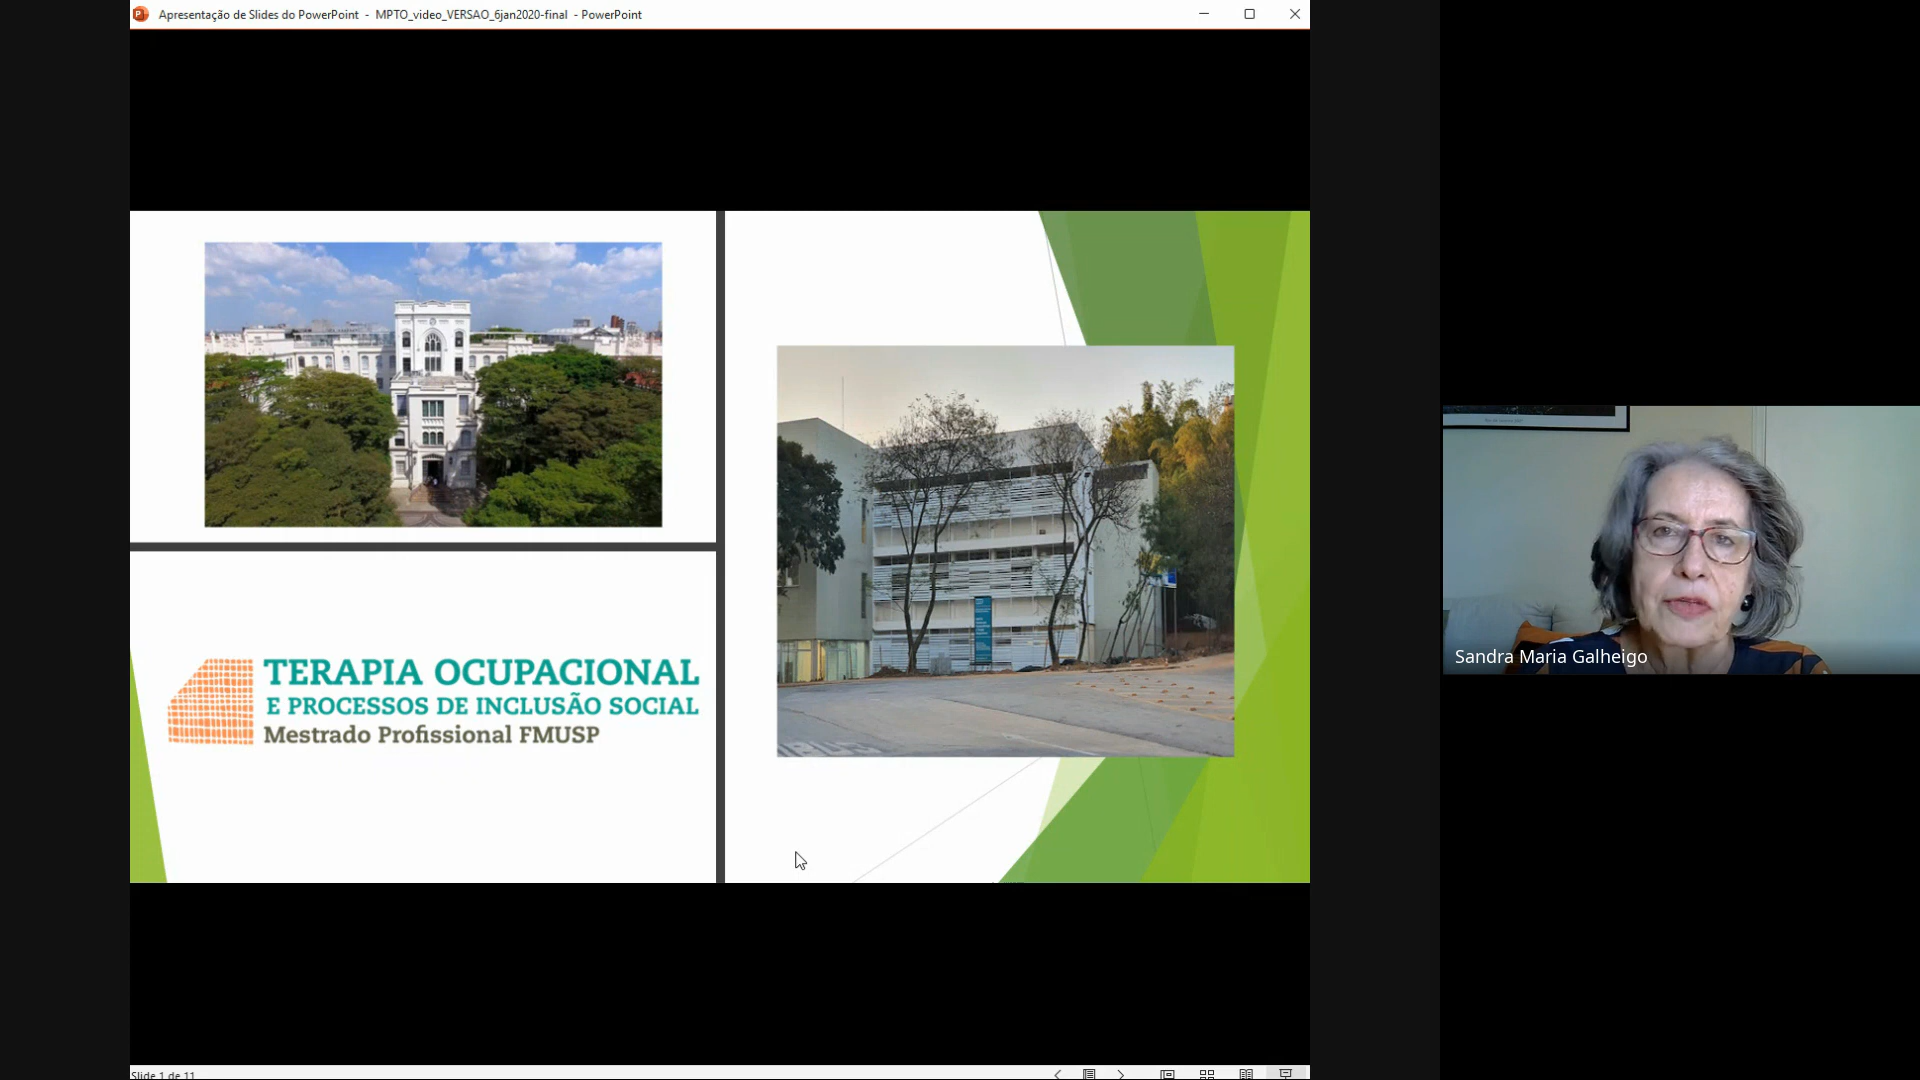 Apresentação de Slides do PowerPoint - MPTO_video_VERSAO_6jan2020-final - PowerPoint
TERAPIA OCUPACIONAL
E PROCESSOS DE INCLUSÃO SOCIAL
Mestrado Profissional FMUSP
Sandra Maria Galheigo
Slide 1 de 11